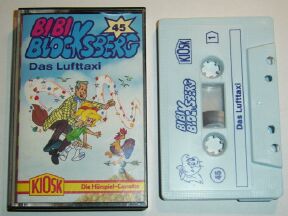 BIBI
45
BLOCKSBERG
Das Lufttaxi
KIOSK
Die Hörspiel-Cassette
KIOSK
1
BIBI
BLOCKSBERG
Das Lufttaxi
45